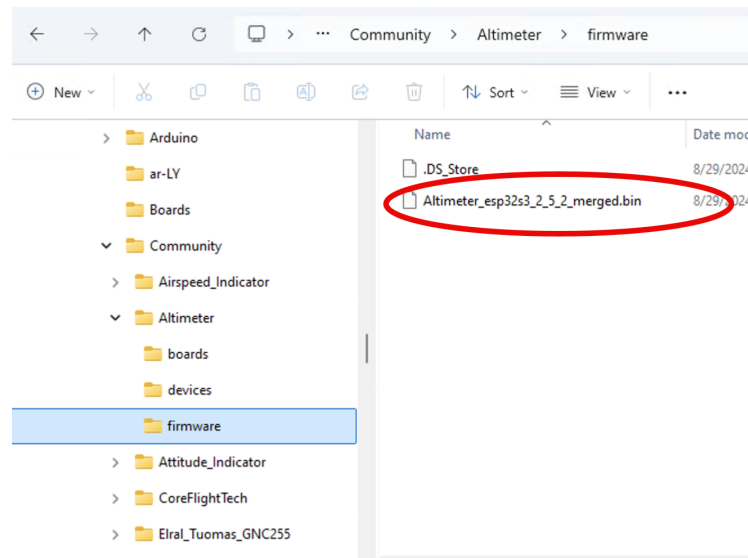 ··· Community > Altimeter > firmware
New Sort View ···
Name Date mod
Arduino
ar-LY
Boards
Community
Airspeed_Indicator
Altimeter
boards
devices
firmware
Attitude_Indicator
CoreFlightTech
Elral_Tuomas_GNC255
.DS_Store 8/29/2024
Altimeter_esp32s3_2_5_2_merged.bin 8/29/2024